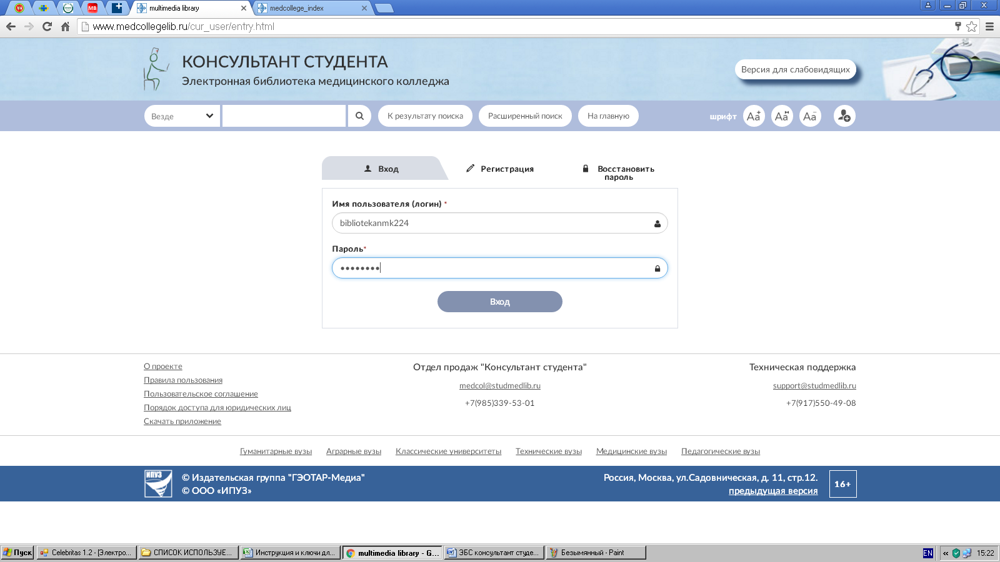 multimedia library
medcollege_index
www.medcollegelib.ru/cur_user/entry.html
КОНСУЛЬТАНТ СТУДЕНТА
Электронная библиотека медицинского колледжа
Версия для слабовидящих
Везде
К результату поиска
Расширенный поиск
На главную
шрифт
Aa+
Aa
Aa-
Вход
Регистрация
Восстановить
пароль
Имя пользователя (логин) *
bibliotekanmk224
Пароль*
••••••••
Вход
О проекте
Правила пользования
Пользовательское соглашение
Порядок доступа для юридических лиц
Скачать приложение
Отдел продаж "Консультант студента"
medcol@studmedlib.ru
+7(985)339-53-01
Техническая поддержка
support@studmedlib.ru
+7(917)550-49-08
Гуманитарные вузы
Аграрные вузы
Классические университеты
Технические вузы
Медицинские вузы
Педагогические вузы
ИПУЗ
© Издательская группа "ГЭОТАР-Медиа"
© ООО «ИПУЗ»
Россия, Москва, ул.Садовническая, д. 11, стр.12.
предыдущая версия
16+
Пуск
Celebritas 1.2 - [Электро...
СПИСОК ИСПОЛЬЗУЕ...
Инструкция и ключи дл...
multimedia library - G...
ЭБС консультант студе...
Безымянный - Paint
EN
«
15:22